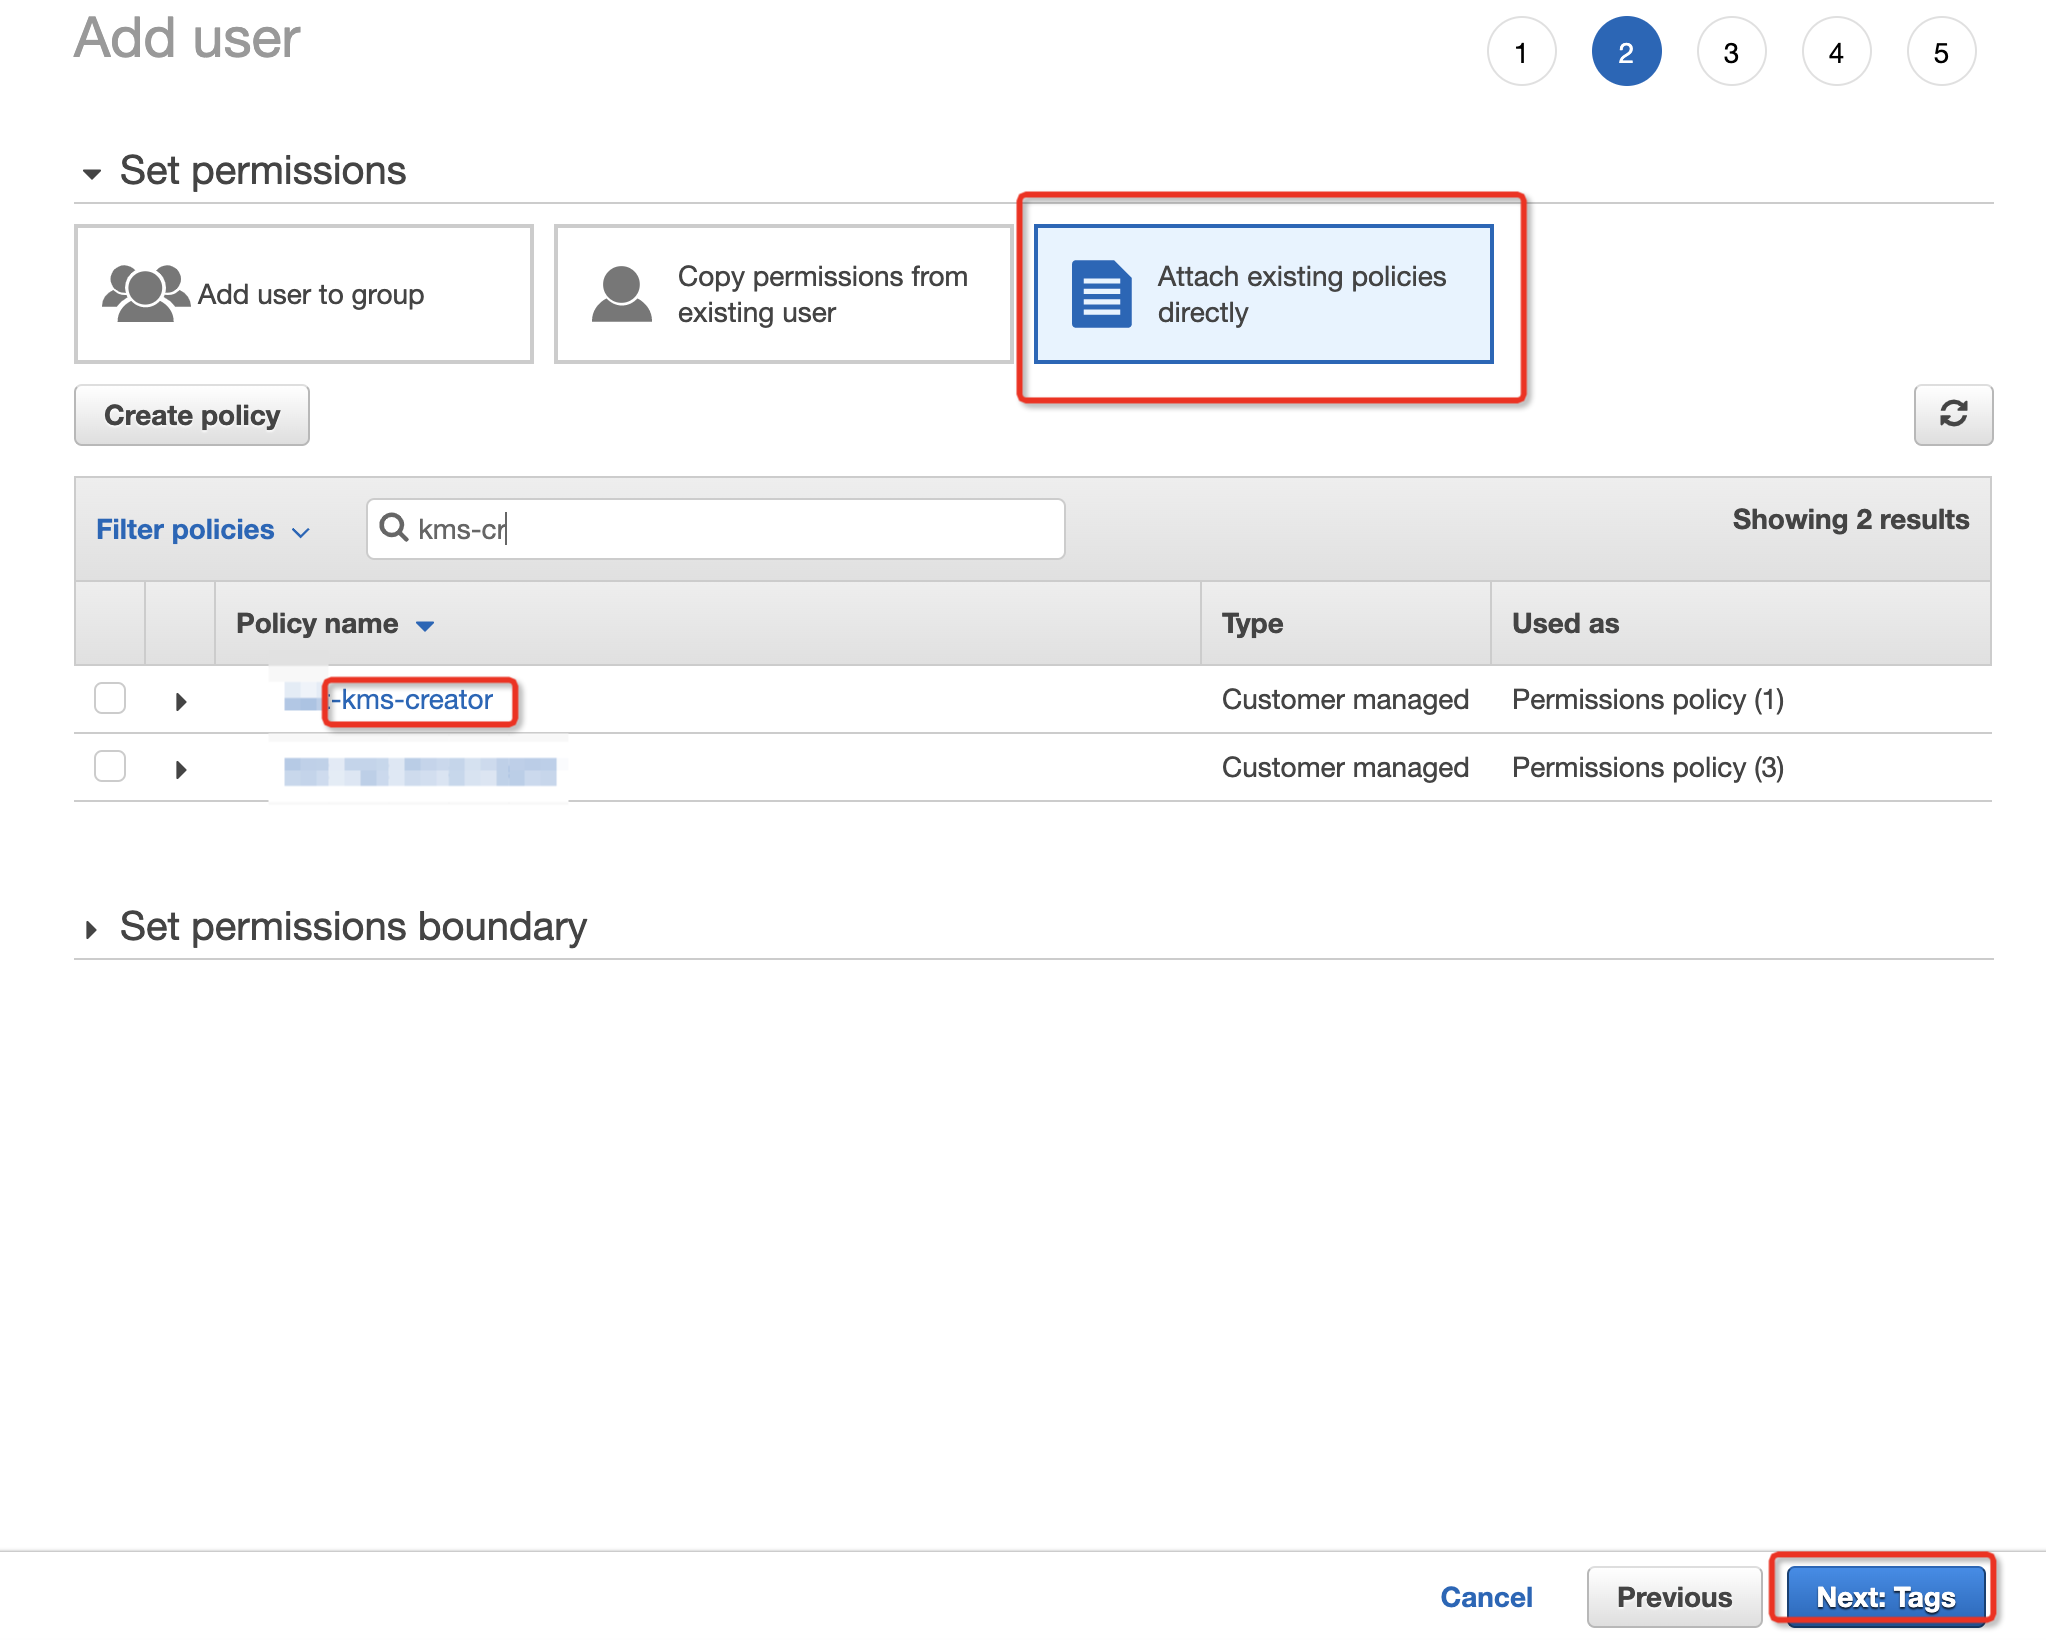 Add user
1 2 3 4 5
Set permissions
Add user to group
Copy permissions from
existing user
Attach existing policies
directly
Create policy
Filter policies
kms-cr
Showing 2 results
Policy name Type Used as
-kms-creator Customer managed Permissions policy (1)
Customer managed Permissions policy (3)
Set permissions boundary
Cancel Previous Next: Tags